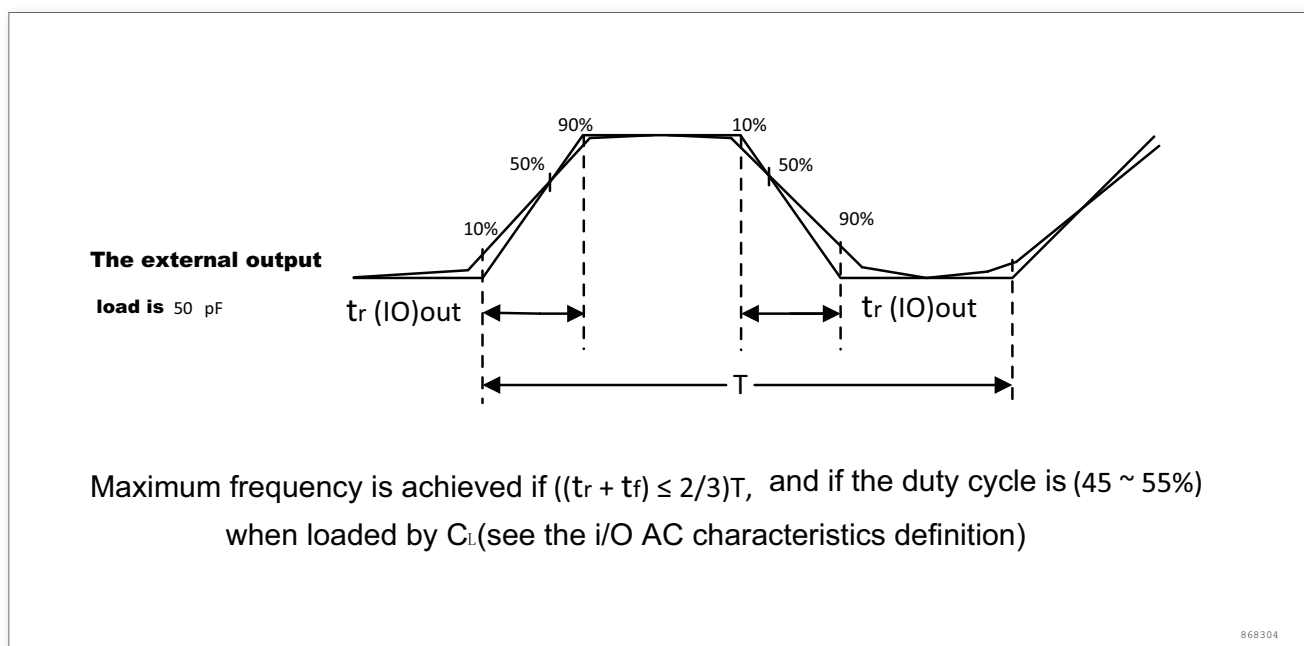 90%
10%
50%
50%
10%
90%
The external output
load is 50 pF
tr (IO)out
tr (IO)out
T
Maximum frequency is achieved if ((tr + tf) ≤ 2/3)T, and if the duty cycle is (45 ~ 55%)
when loaded by CL(see the i/O AC characteristics definition)
868304